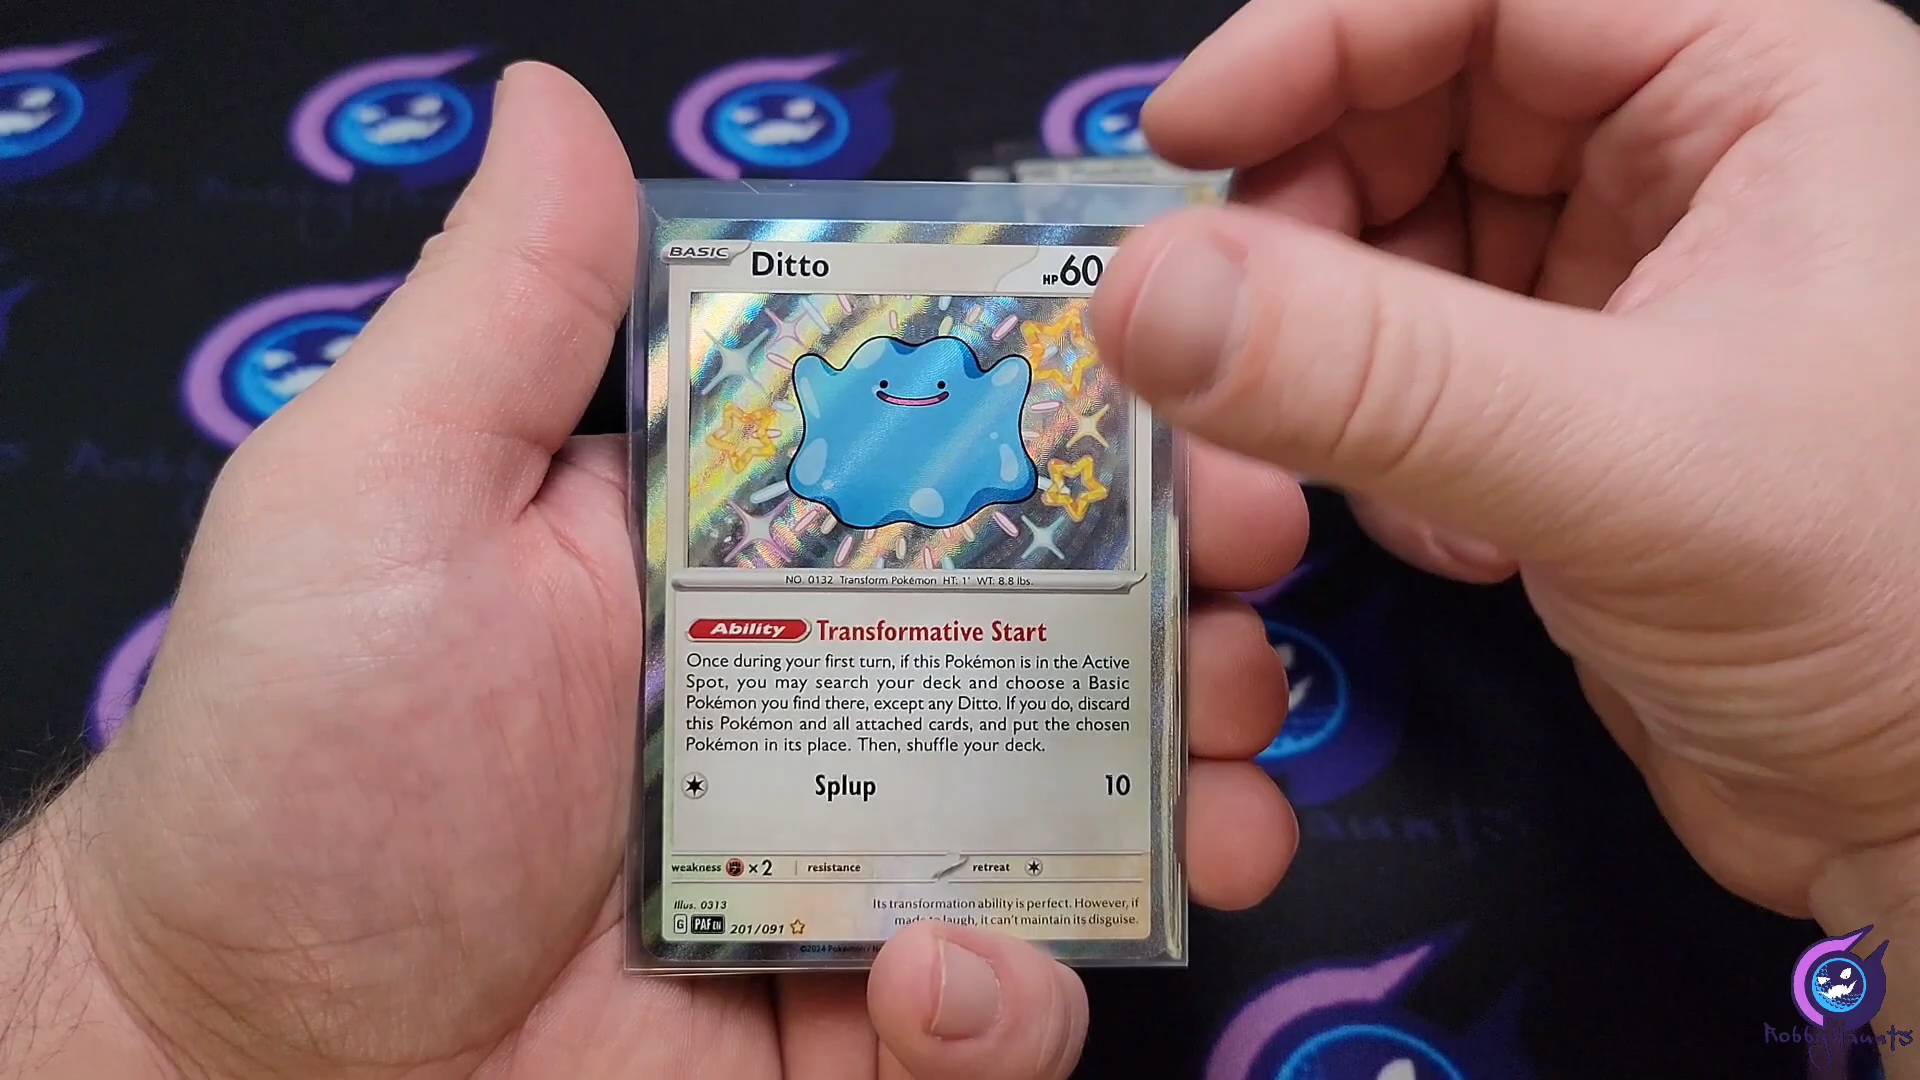 BASIC Ditto HP 60
NO. 0132 Transform Pokémon HT: 1' WT: 8.8 lbs.
Ability Transformative Start
Once during your first turn, if this Pokémon is in the Active
Spot, you may search your deck and choose a Basic
Pokémon you find there, except any Ditto. If you do, discard
this Pokémon and all attached cards, and put the chosen
Pokémon in its place. Then, shuffle your deck.
Splup 10
weakness ×2 resistance retreat
Illus. 0313
Its transformation ability is perfect. However, if
made to laugh, it can't maintain its disguise.
G PAF EN 201/091
©2024 Pokémon
RobbyHaunts